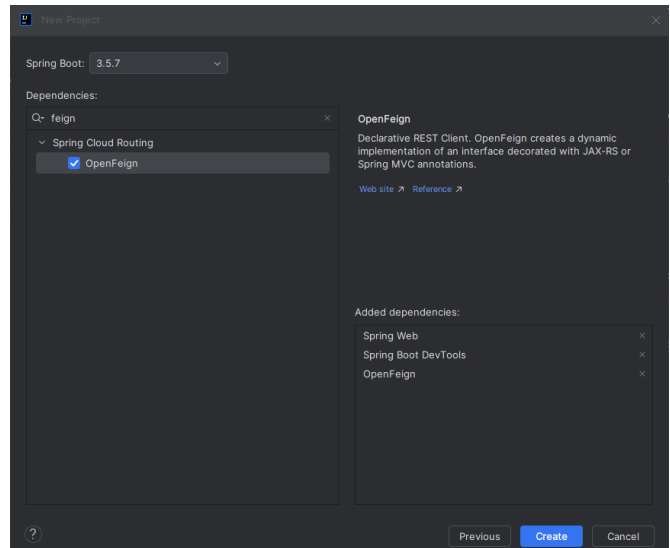 New Project
Spring Boot: 3.5.7
Dependencies:
feign
Spring Cloud Routing
OpenFeign
OpenFeign
Declarative REST Client. OpenFeign creates a dynamic
implementation of an interface decorated with JAX-RS or
Spring MVC annotations.
Web site ↗ Reference ↗
Added dependencies:
Spring Web
Spring Boot DevTools
OpenFeign
? Previous Create Cancel